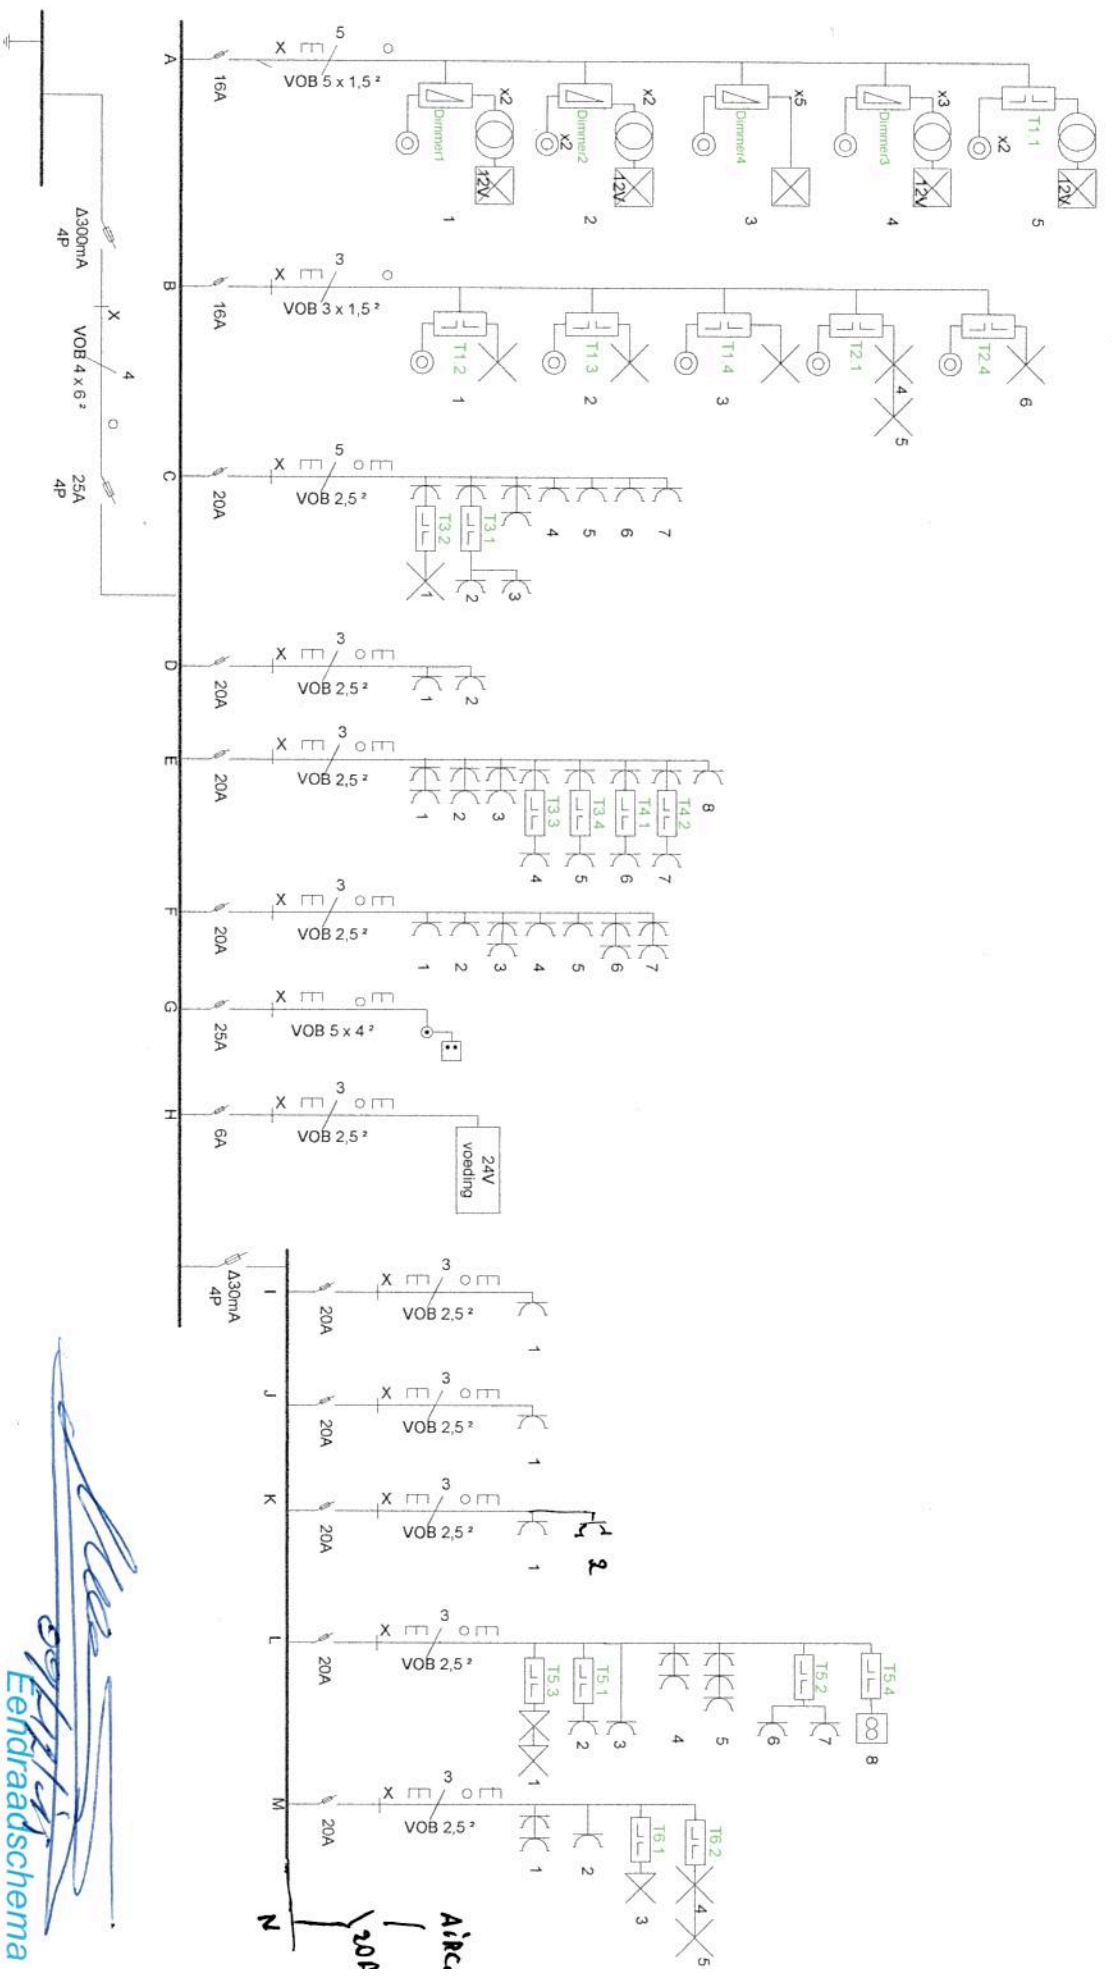 Δ300mA
4P
X
VOB 4 x 6 ²
4
25A
4P
A
16A
X
5
VOB 5 x 1,5 ²
x2
Dimmer1
12V
1
x2
x2
Dimmer2
12V
2
x5
Dimmer4
3
x3
Dimmer3
12V
4
T1.1
x2
12V
5
B
16A
X
3
VOB 3 x 1,5 ²
T1.2
1
T1.3
2
T1.4
3
T2.1
4
5
T2.4
6
C
20A
X
5
VOB 2,5 ²
T3.2
1
T3.1
2
3
4
5
6
7
D
20A
X
3
VOB 2,5 ²
1
2
E
20A
X
3
VOB 2,5 ²
1
2
3
T3.3
4
T3.4
5
T4.1
6
T4.2
7
8
F
20A
X
3
VOB 2,5 ²
1
2
3
4
5
6
7
G
25A
X
VOB 5 x 4 ²
H
6A
X
3
VOB 2,5 ²
24V
voeding
Δ30mA
4P
I
20A
X
3
VOB 2,5 ²
1
J
20A
X
3
VOB 2,5 ²
1
K
20A
X
3
VOB 2,5 ²
1
2
L
20A
X
3
VOB 2,5 ²
T5.3
1
T5.1
2
3
4
5
T5.2
6
7
T5.4
8
M
20A
X
3
VOB 2,5 ²
1
2
T6.1
3
T6.2
4
5
N
Eendraadschema